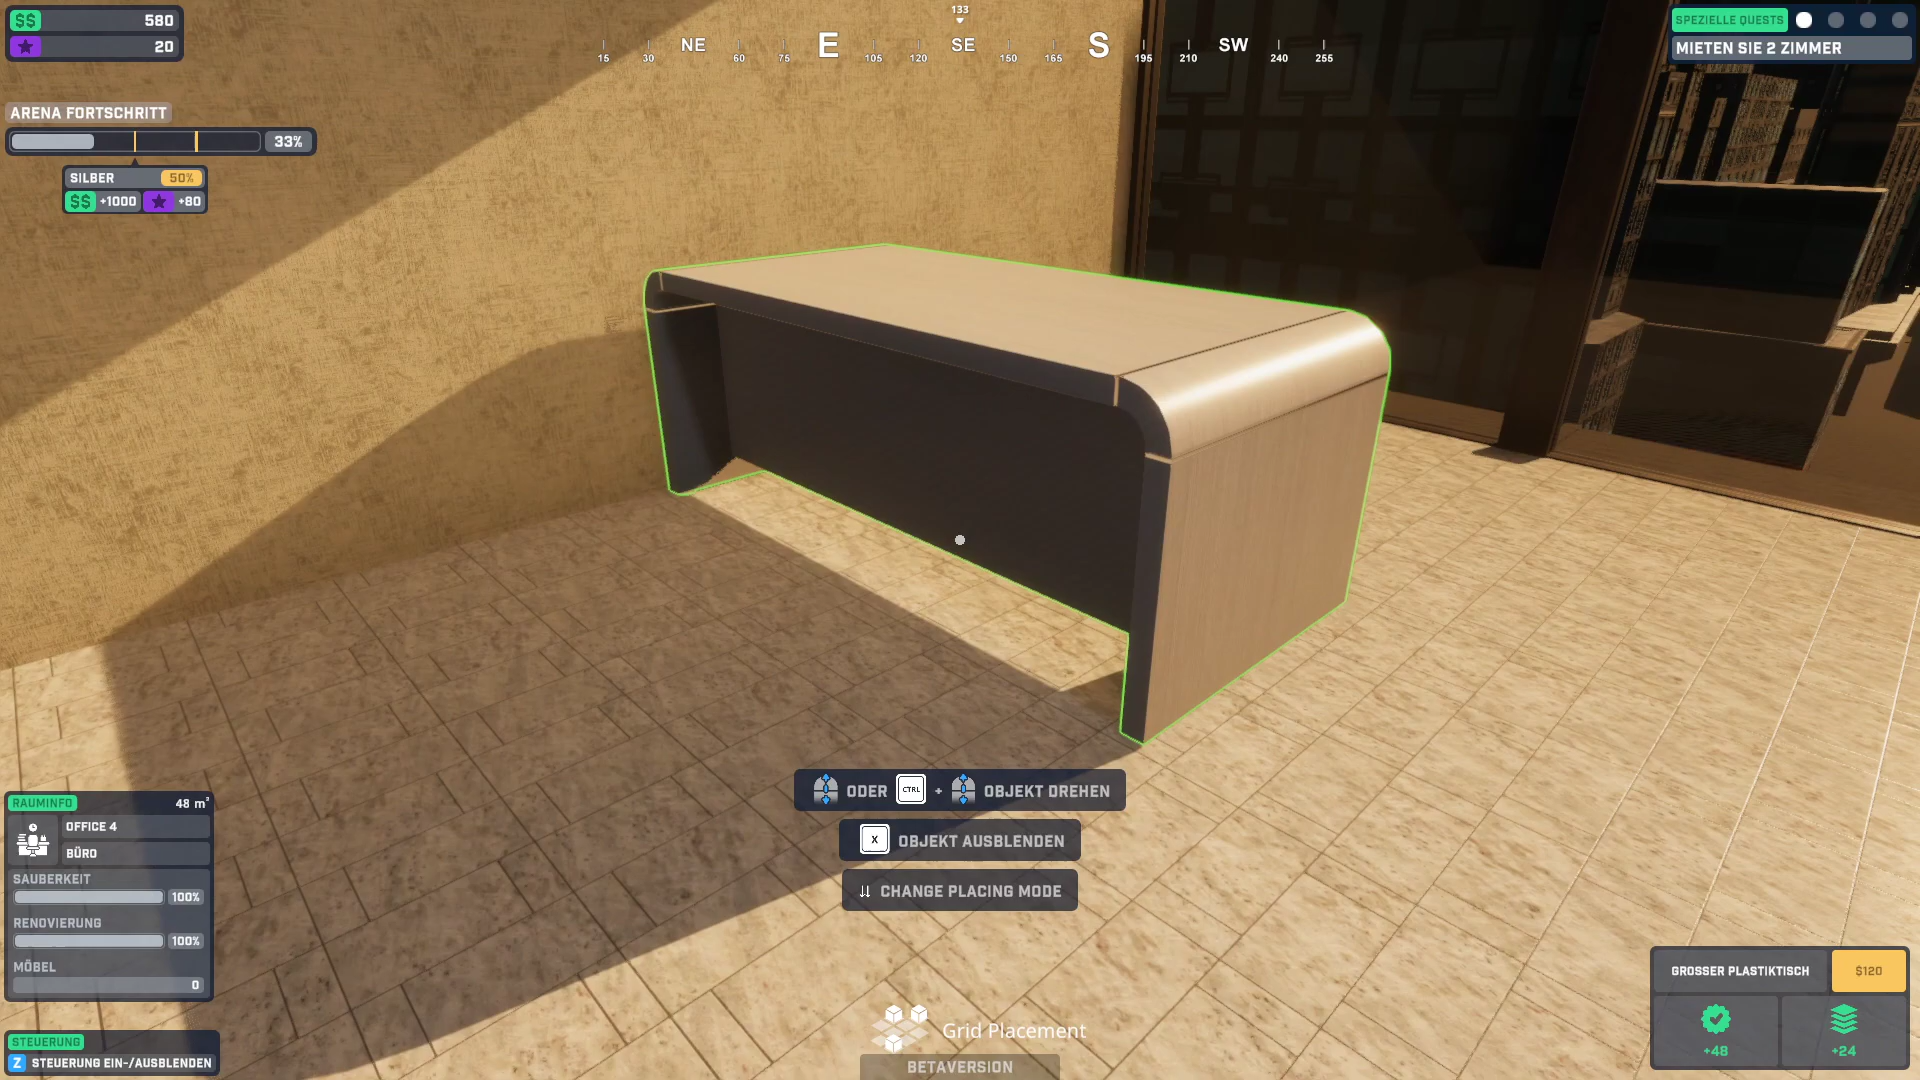 $$ 580
20
133
15 30 NE 60 75 E 105 120 SE 150 165 S 195 210 SW 240 255
SPEZIELLE QUESTS
MIETEN SIE 2 ZIMMER
ARENA FORTSCHRITT
33%
SILBER 50%
$$ +1000 +80
ODER CTRL + OBJEKT DREHEN
X OBJEKT AUSBLENDEN
CHANGE PLACING MODE
RAUMINFO 48 m²
OFFICE 4
BÜRO
SAUBERKEIT
100%
RENOVIERUNG
100%
MÖBEL
0
STEUERUNG
Z STEUERUNG EIN-/AUSBLENDEN
Grid Placement
BETAVERSION
GROSSER PLASTIKTISCH $120
+48 +24